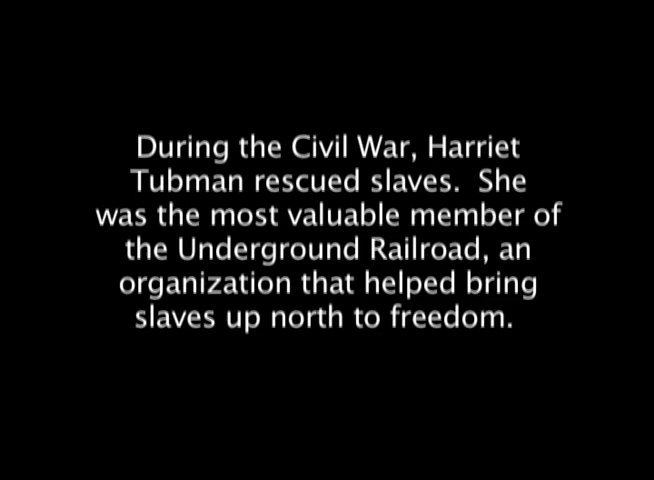 During the Civil War, Harriet
Tubman rescued slaves.  She
was the most valuable member of
the Underground Railroad, an
organization that helped bring
slaves up north to freedom.